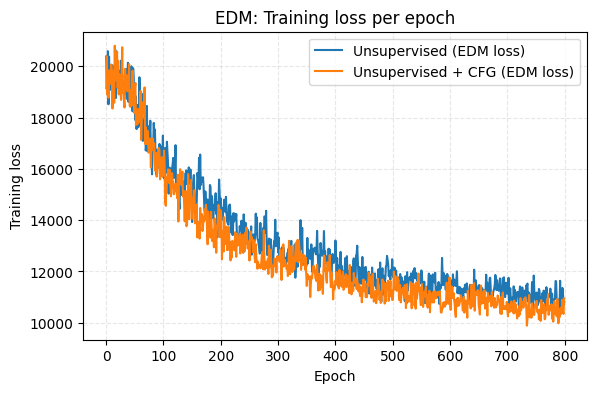 EDM: Training loss per epoch
Unsupervised (EDM loss)
Unsupervised + CFG (EDM loss)
Training loss
20000
18000
16000
14000
12000
10000
0 100 200 300 400 500 600 700 800
Epoch